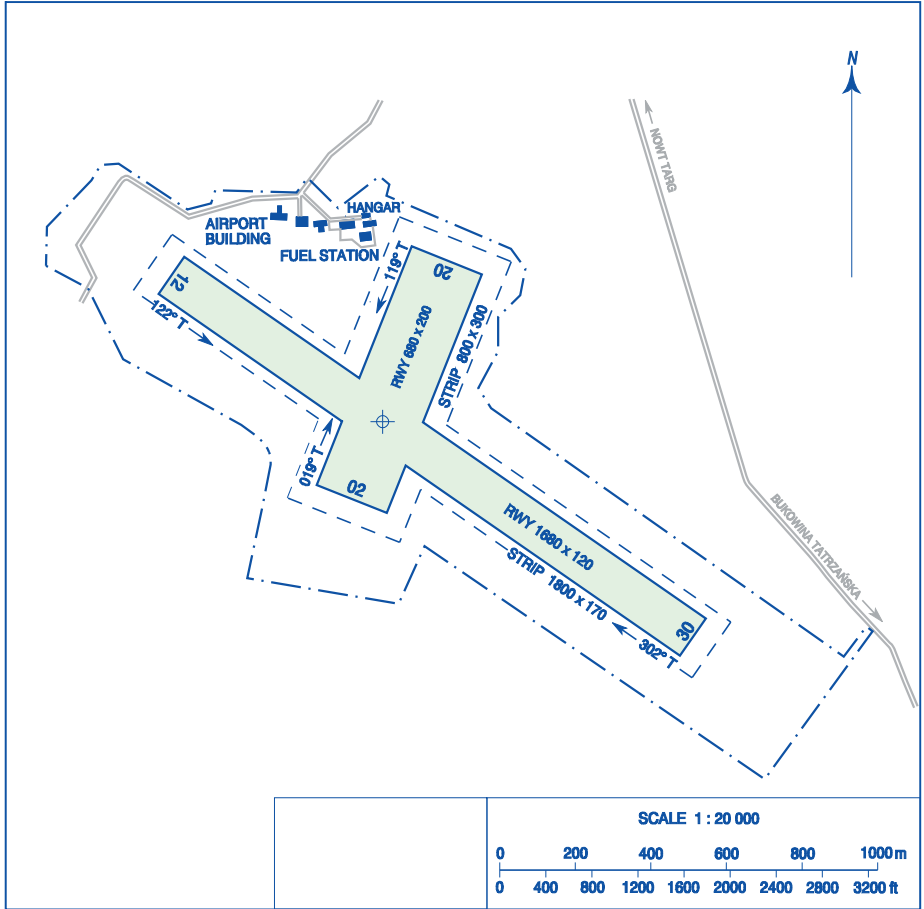 N
NOWT TARG
HANGAR
AIRPORT
BUILDING
FUEL STATION
119° T
20
12
122° T
RWY 680 x 200
STRIP 800 x 300
019° T
02
RWY 1680 x 120
STRIP 1800 x 170
BUKOWINA TATRZAŃSKA
30
302° T
SCALE 1 : 20 000
0 200 400 600 800 1000 m
0 400 800 1200 1600 2000 2400 2800 3200 ft